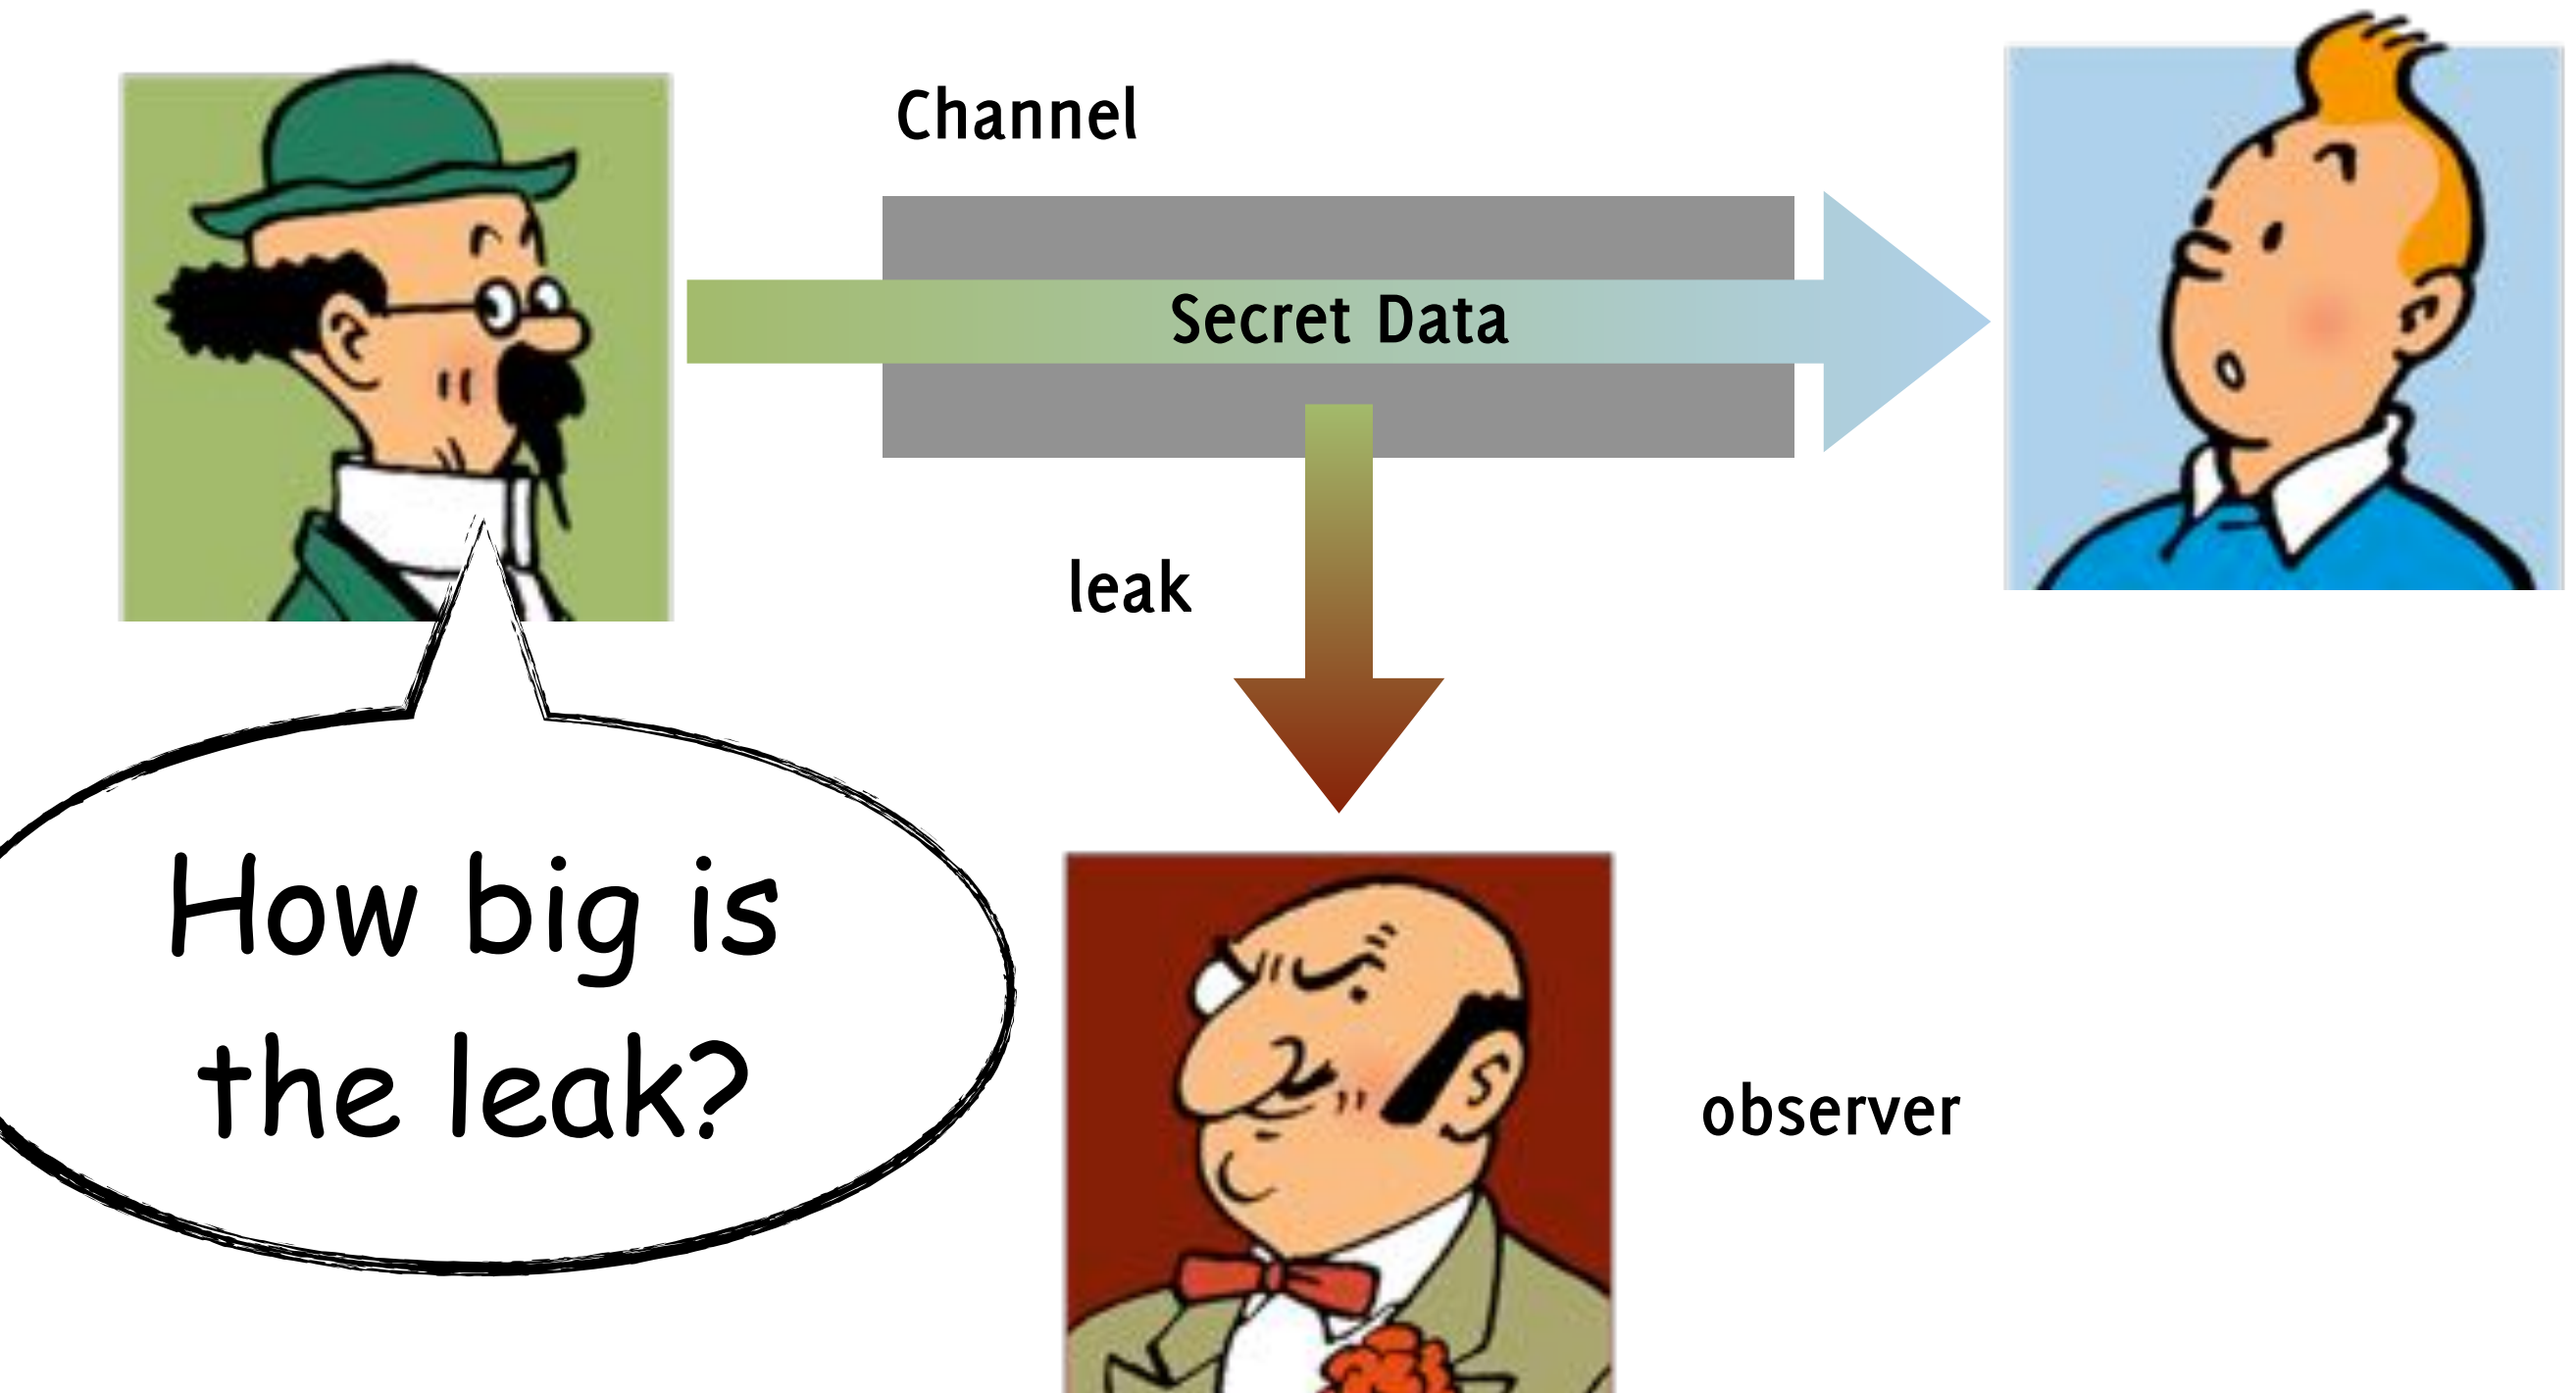 Channel
Secret Data
leak
How big is
the leak?
observer